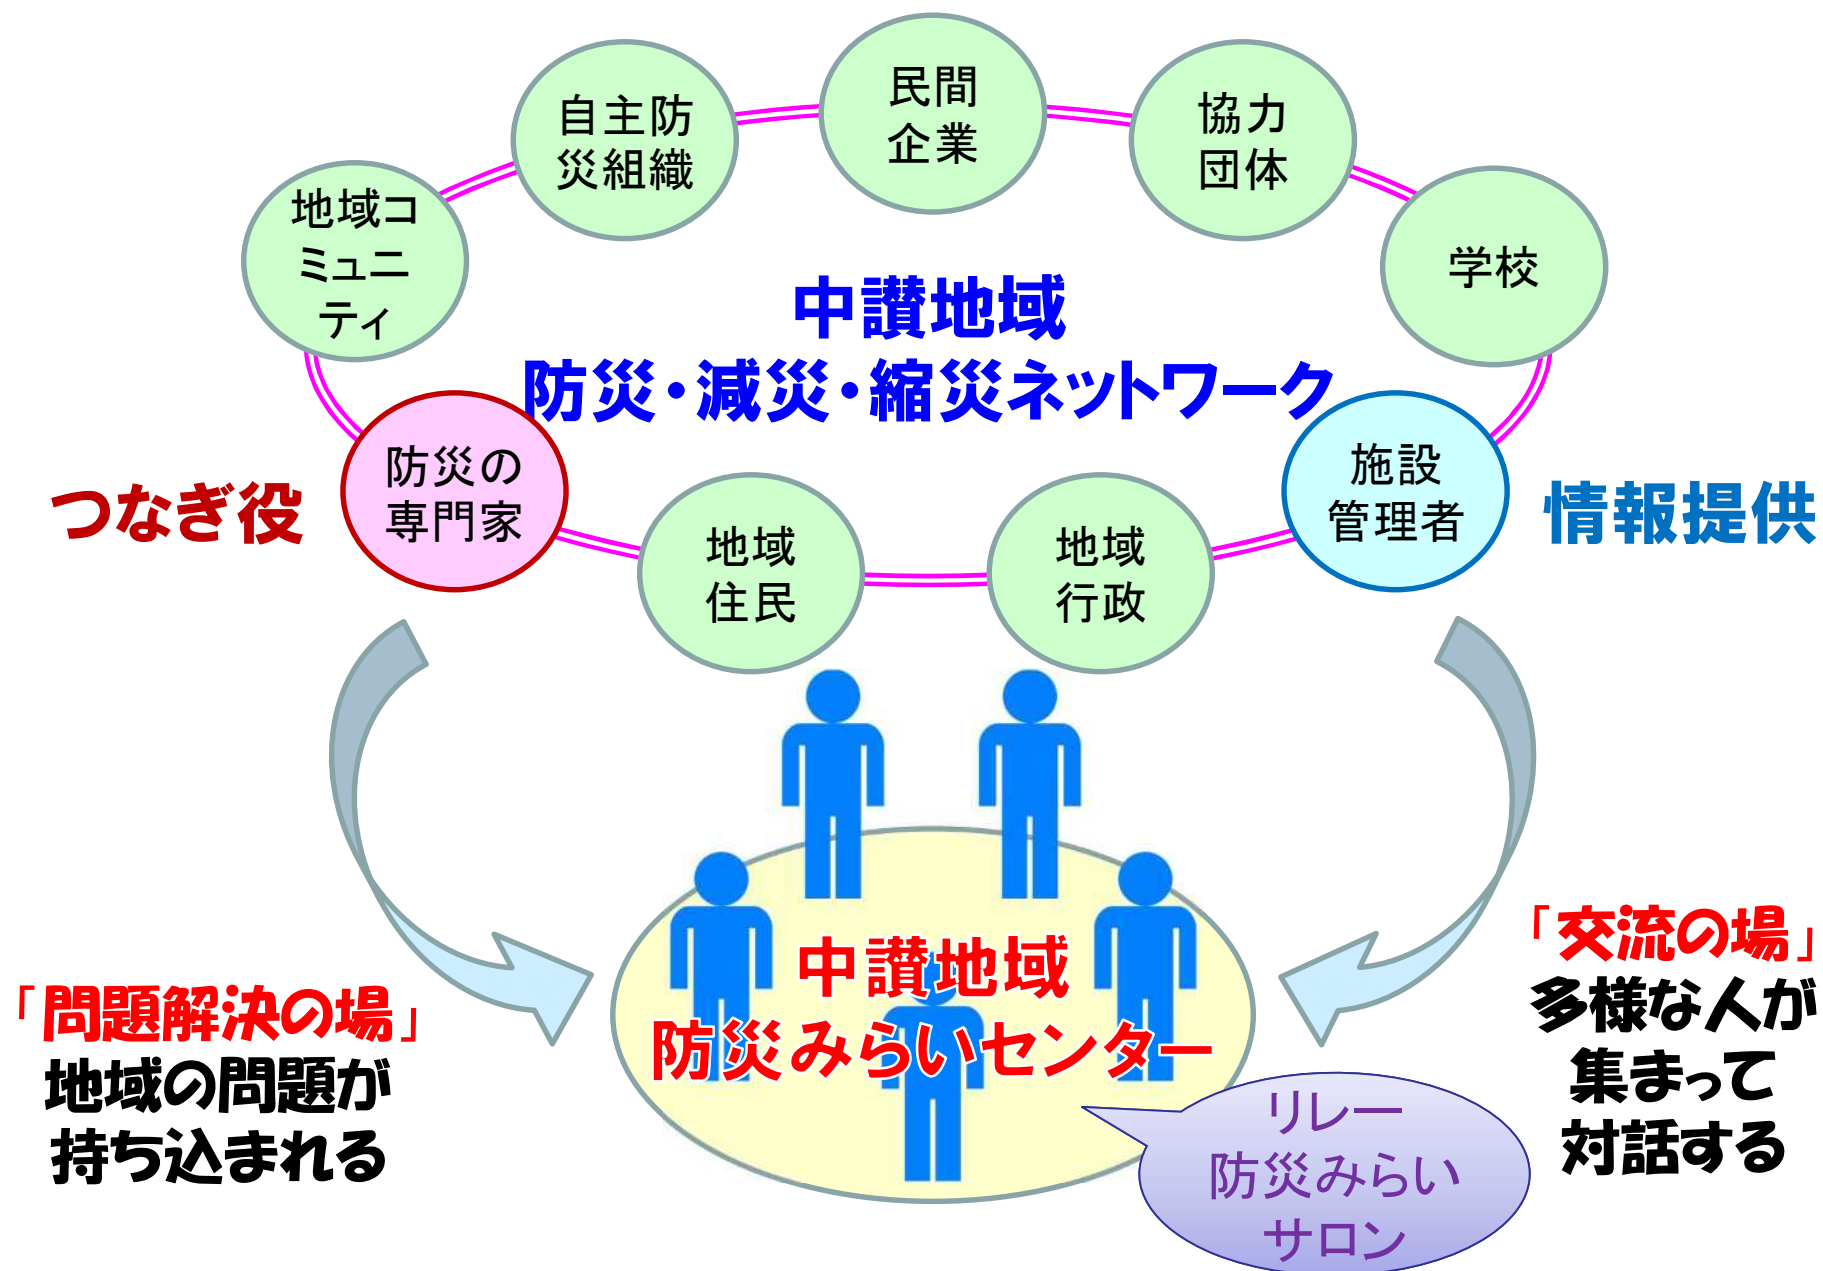 民間
企業
自主防
災組織
協力
団体
地域コ
ミュニ
ティ
学校
中讃地域
防災・減災・縮災ネットワーク
防災の
専門家
施設
管理者
つなぎ役
情報提供
地域
住民
地域
行政
「問題解決の場」
地域の問題が
持ち込まれる
中讃地域
防災みらいセンター
「交流の場」
多様な人が
集まって
対話する
リレー
防災みらい
サロン